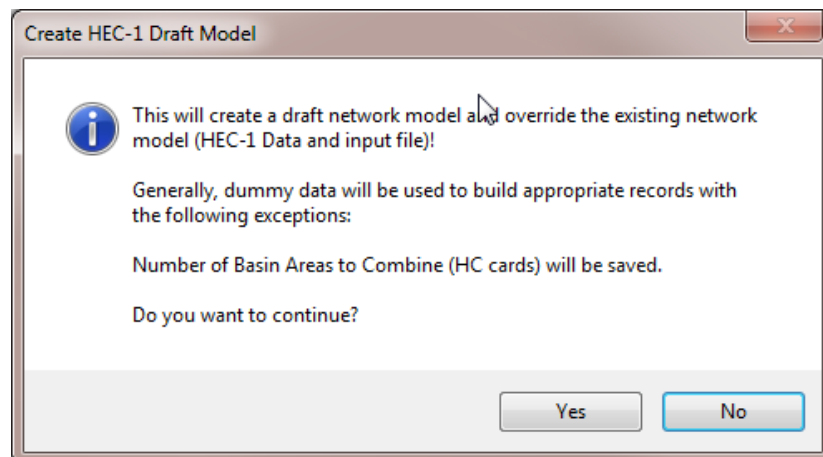 Create HEC-1 Draft Model
This will create a draft network model and override the existing network
model (HEC-1 Data and input file)!
Generally, dummy data will be used to build appropriate records with
the following exceptions:
Number of Basin Areas to Combine (HC cards) will be saved.
Do you want to continue?
Yes
No